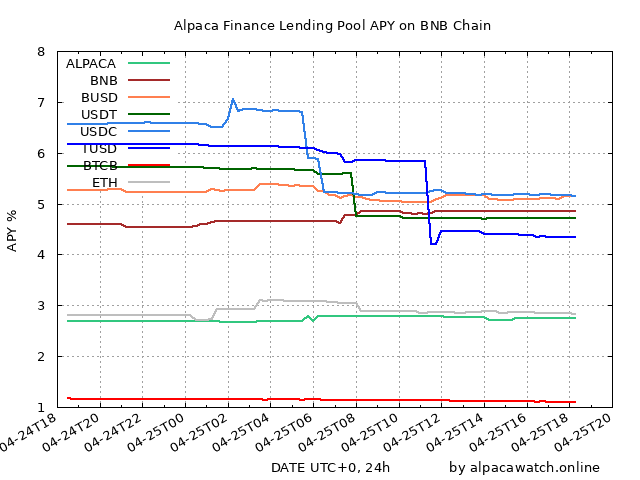 Alpaca Finance Lending Pool APY on BNB Chain
8
7
6
5
4
3
2
1
APY %
ALPACA
BNB
BUSD
USDT
USDC
TUSD
BTCB
ETH
04-24T18
04-24T20
04-24T22
04-25T00
04-25T02
04-25T04
04-25T06
04-25T08
04-25T10
04-25T12
04-25T14
04-25T16
04-25T18
04-25T20
DATE UTC+0, 24h
by alpacawatch.online